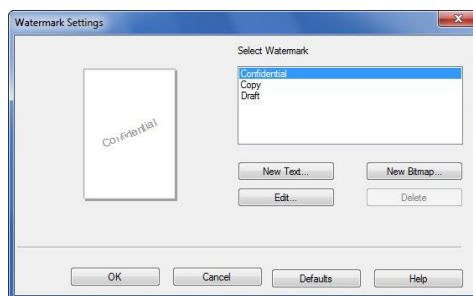 Watermark Settings
Select Watermark
Confidential
Copy
Draft
Confidential
New Text...
New Bitmap...
Edit...
Delete
OK
Cancel
Defaults
Help